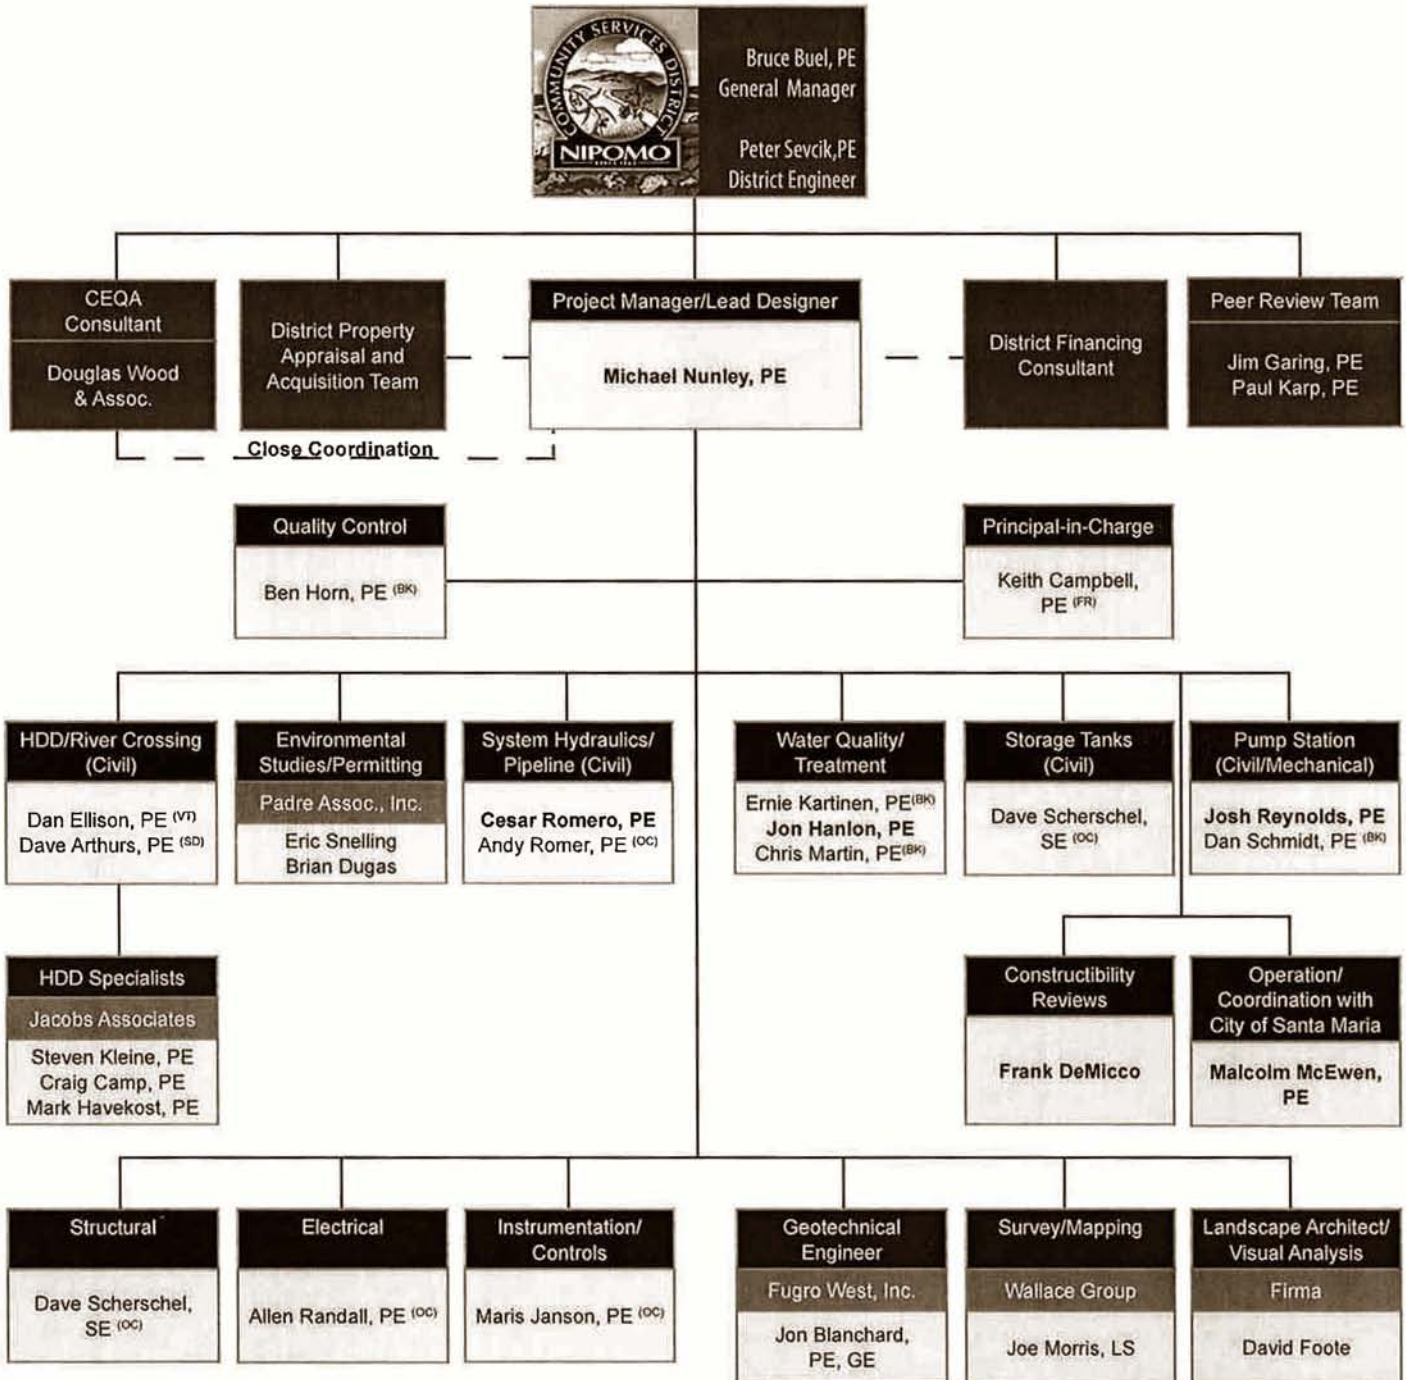 COMMUNITY SERVICES DISTRICT
NIPOMO
Bruce Buel, PE
General Manager
Peter Sevcik,PE
District Engineer
CEQA
Consultant
Douglas Wood
& Assoc.
District Property
Appraisal and
Acquisition Team
Project Manager/Lead Designer
Michael Nunley, PE
District Financing
Consultant
Peer Review Team
Jim Garing, PE
Paul Karp, PE
Close Coordination
Quality Control
Ben Horn, PE (BK)
Principal-in-Charge
Keith Campbell,
PE (FR)
HDD/River Crossing
(Civil)
Dan Ellison, PE (VT)
Dave Arthurs, PE (SD)
Environmental
Studies/Permitting
Padre Assoc., Inc.
Eric Snelling
Brian Dugas
System Hydraulics/
Pipeline (Civil)
Cesar Romero, PE
Andy Romer, PE (OC)
Water Quality/
Treatment
Ernie Kartinen, PE(BK)
Jon Hanlon, PE
Chris Martin, PE(BK)
Storage Tanks
(Civil)
Dave Scherschel,
SE (OC)
Pump Station
(Civil/Mechanical)
Josh Reynolds, PE
Dan Schmidt, PE (BK)
HDD Specialists
Jacobs Associates
Steven Kleine, PE
Craig Camp, PE
Mark Havekost, PE
Constructibility
Reviews
Frank DeMicco
Operation/
Coordination with
City of Santa Maria
Malcolm McEwen,
PE
Structural
Dave Scherschel,
SE (OC)
Electrical
Allen Randall, PE (OC)
Instrumentation/
Controls
Maris Janson, PE (OC)
Geotechnical
Engineer
Fugro West, Inc.
Jon Blanchard,
PE, GE
Survey/Mapping
Wallace Group
Joe Morris, LS
Landscape Architect/
Visual Analysis
Firma
David Foote